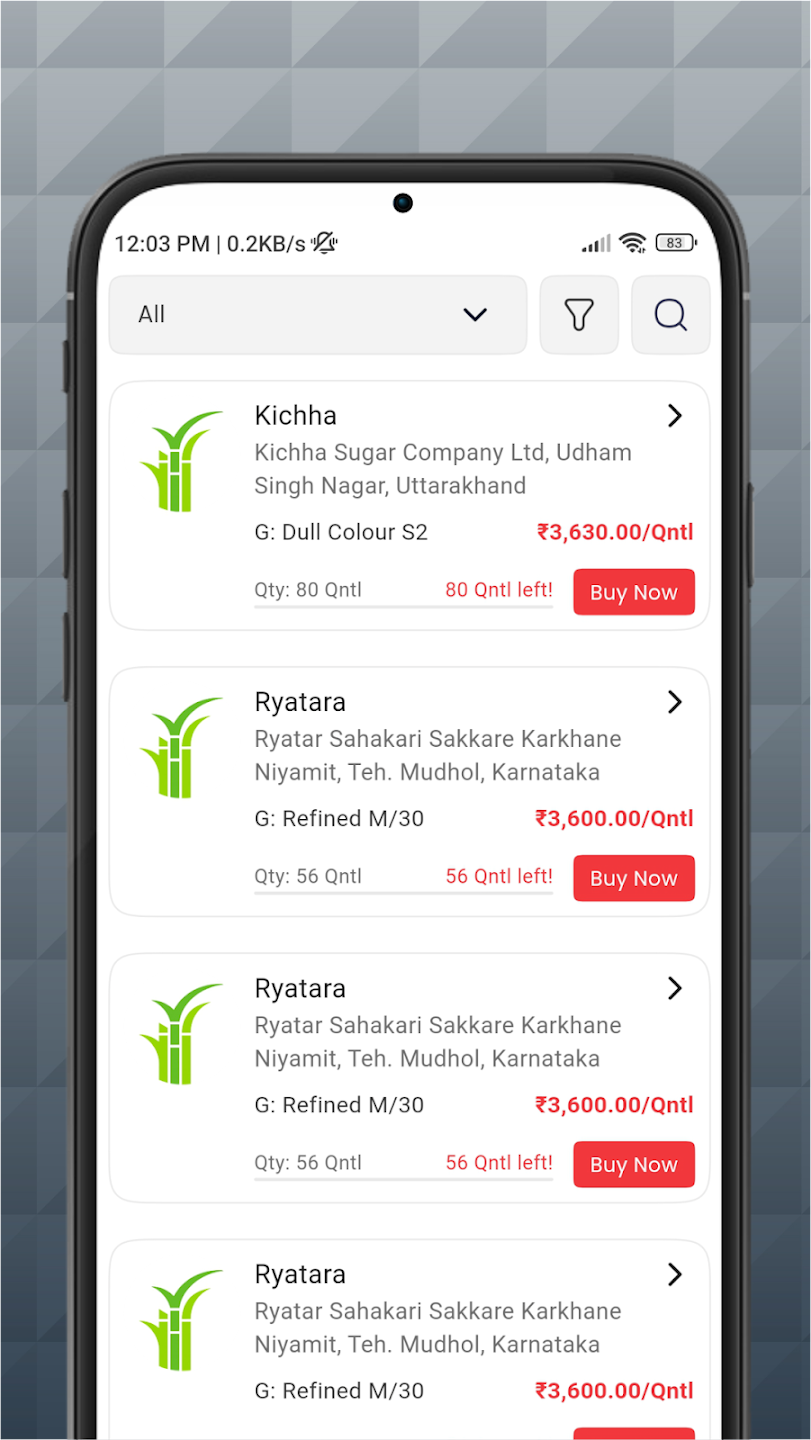 12:03 PM | 0.2KB/s
83
All
Kichha
Kichha Sugar Company Ltd, Udham
Singh Nagar, Uttarakhand
G: Dull Colour S2 ₹3,630.00/Qntl
Qty: 80 Qntl 80 Qntl left! Buy Now
Ryatara
Ryatar Sahakari Sakkare Karkhane
Niyamit, Teh. Mudhol, Karnataka
G: Refined M/30 ₹3,600.00/Qntl
Qty: 56 Qntl 56 Qntl left! Buy Now
Ryatara
Ryatar Sahakari Sakkare Karkhane
Niyamit, Teh. Mudhol, Karnataka
G: Refined M/30 ₹3,600.00/Qntl
Qty: 56 Qntl 56 Qntl left! Buy Now
Ryatara
Ryatar Sahakari Sakkare Karkhane
Niyamit, Teh. Mudhol, Karnataka
G: Refined M/30 ₹3,600.00/Qntl